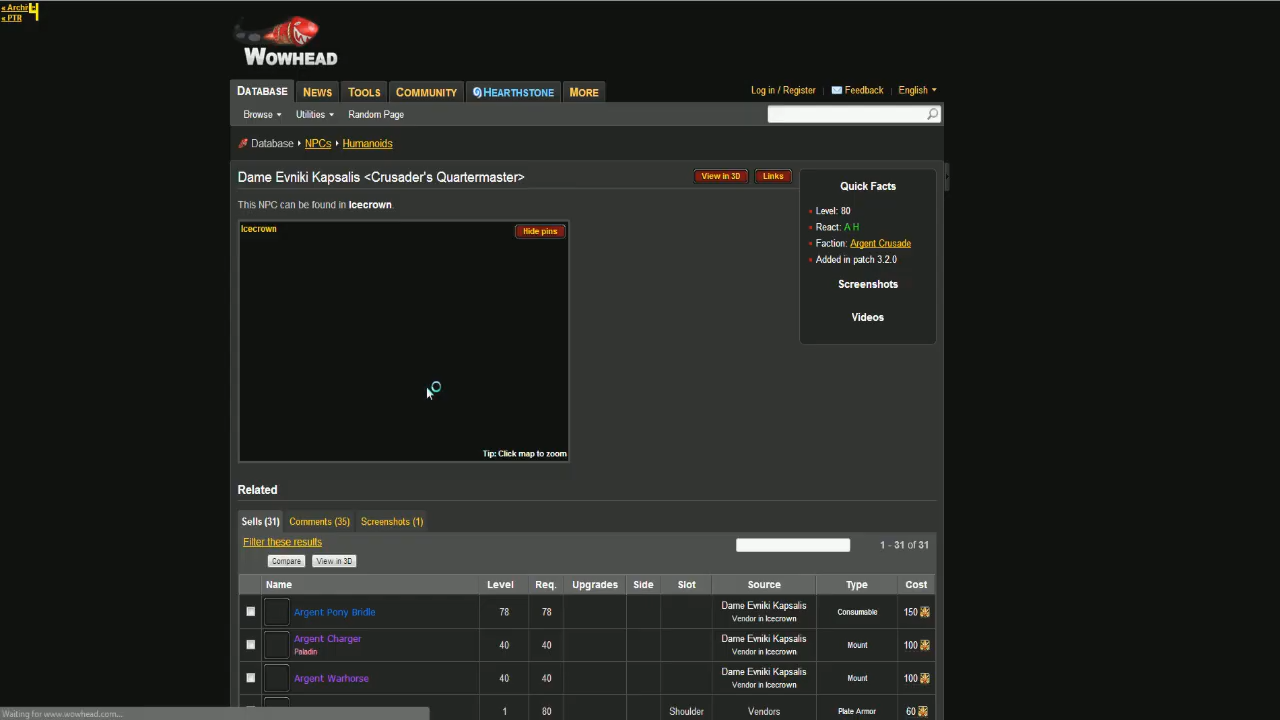 « Archi
« PTR
WOWHEAD
DATABASE NEWS TOOLS COMMUNITY HEARTHSTONE MORE
Log in / Register Feedback English
Browse Utilities Random Page
Database NPCs Humanoids
Dame Evniki Kapsalis <Crusader's Quartermaster>
View in 3D Links
This NPC can be found in Icecrown.
Icecrown
Hide pins
Tip: Click map to zoom
Quick Facts
Level: 80
React: A H
Faction: Argent Crusade
Added in patch 3.2.0
Screenshots
Videos
Related
Sells (31) Comments (35) Screenshots (1)
Filter these results
1 - 31 of 31
Compare View in 3D
Name Level Req. Upgrades Side Slot Source Type Cost
Argent Pony Bridle 78 78 Dame Evniki Kapsalis Consumable 150
Vendor in Icecrown
Argent Charger 40 40 Dame Evniki Kapsalis Mount 100
Paladin Vendor in Icecrown
Argent Warhorse 40 40 Dame Evniki Kapsalis Mount 100
Vendor in Icecrown
1 80 Shoulder Vendors Plate Armor 60
Waiting for www.wowhead.com...